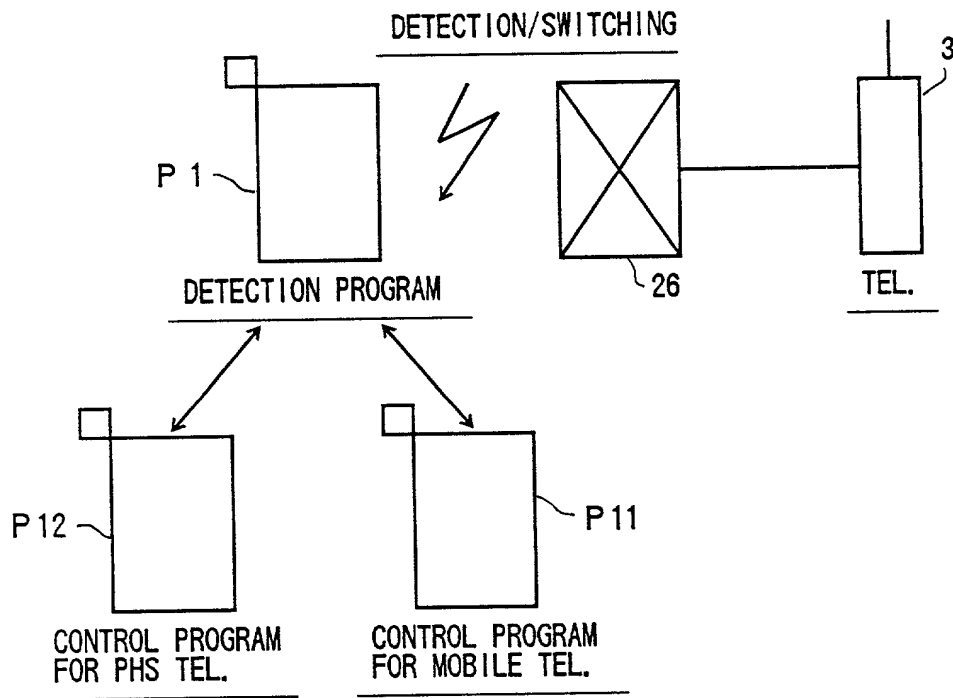 DETECTION/SWITCHING
3
P 1
26
TEL.
DETECTION PROGRAM
P 12
P 11
CONTROL PROGRAM
FOR PHS TEL.
CONTROL PROGRAM
FOR MOBILE TEL.